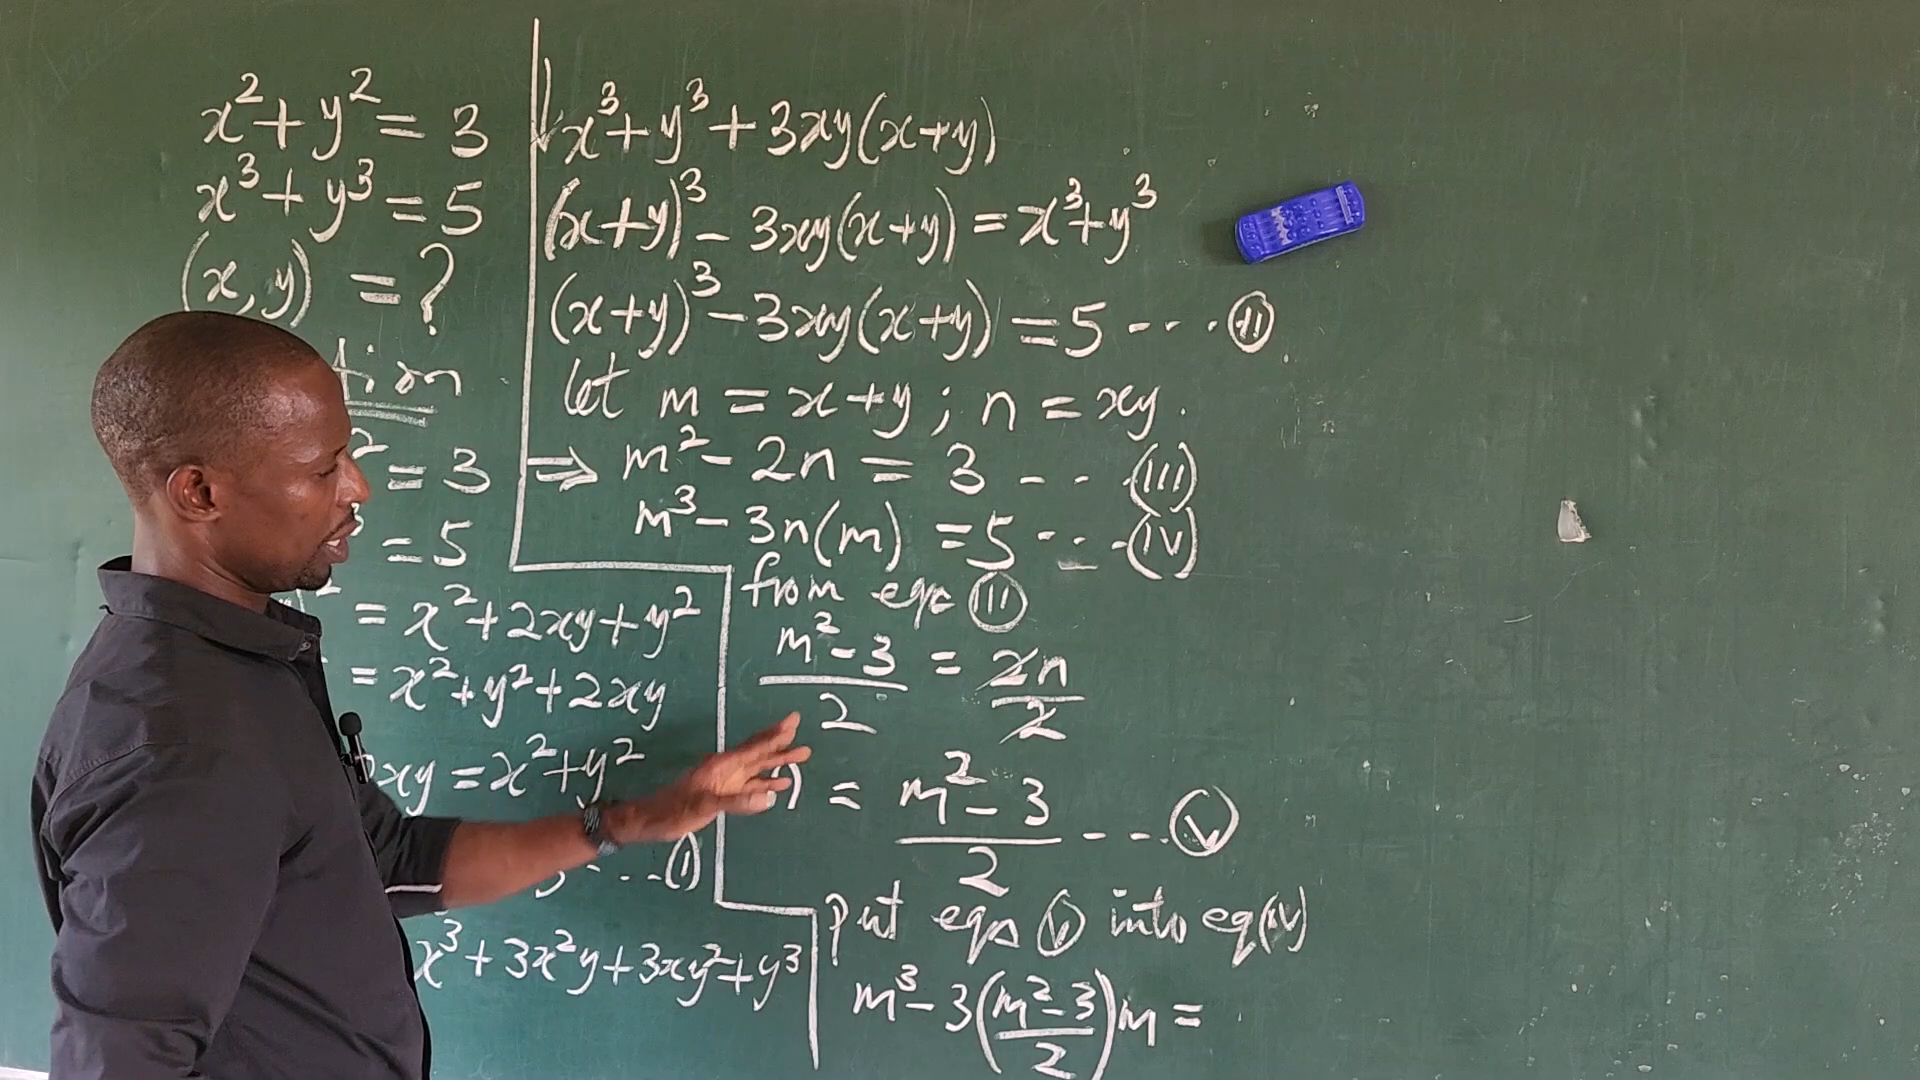 x²+y² = 3
x³+y³ = 5
(x,y) = ?
² = 3
= 5
= x²+2xy+y²
= x²+y²+2xy
xy = x²+y²
3 - - - (I)
x³+3x²y+3xy²+y³
↓ x³+y³+3xy(x+y)
(x+y)³ - 3xy(x+y) = x³+y³
(x+y)³ - 3xy(x+y) = 5 - - - (II)
let m = x+y ; n = xy.
⇒ m² - 2n = 3 - - - (III)
m³ - 3n(m) = 5 - - - (IV)
from eqn (III)
m²-3/2 = 2n/2
n = m²-3/2 - - - (V)
put eqn (V) into eq(IV)
m³-3(m²-3/2)m =